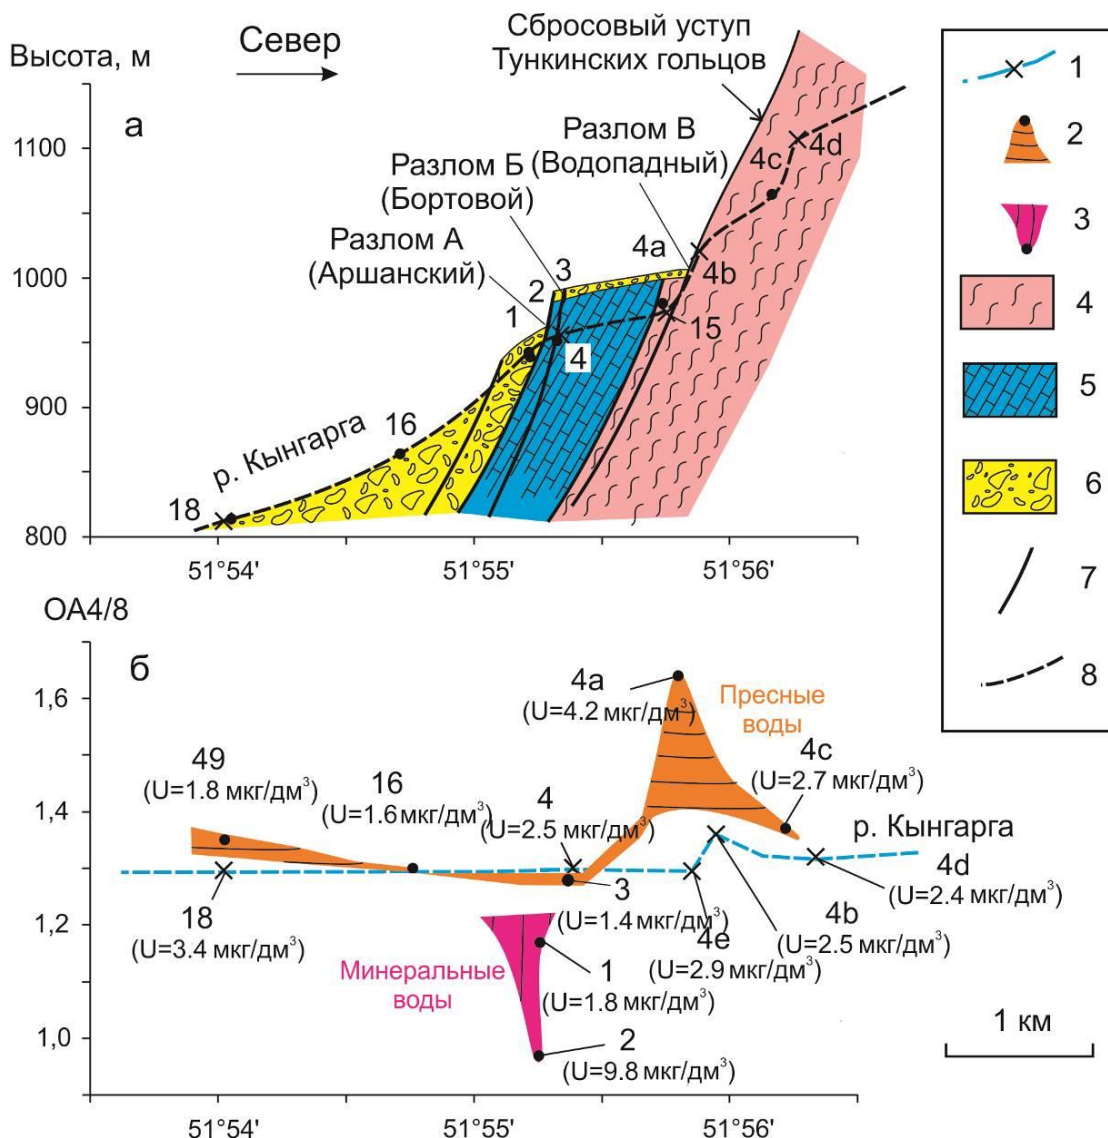 Высота, м
Север
Сбросовый уступ
Тункинских гольцов
а
1100
1000
900
800
Разлом В
(Водопадный)
Разлом Б
(Бортовой)
Разлом А
(Аршанский)
4c
4d
4a
4b
3
2
1
4
15
16
р. Кынгарга
18
51°54'
51°55'
51°56'
1
2
3
4
5
6
7
8
ОА4/8
б
1,6
1,4
1,2
1,0
4a
(U=4.2 мкг/дм³)
Пресные
воды
49
(U=1.8 мкг/дм³)
16
(U=1.6 мкг/дм³)
4
(U=2.5 мкг/дм³)
4c
(U=2.7 мкг/дм³)
р. Кынгарга
4d
(U=2.4 мкг/дм³)
18
(U=3.4 мкг/дм³)
3
(U=1.4 мкг/дм³)
4e
(U=2.9 мкг/дм³)
4b
(U=2.5 мкг/дм³)
Минеральные
воды
1
(U=1.8 мкг/дм³)
2
(U=9.8 мкг/дм³)
1 км
51°54'
51°55'
51°56'